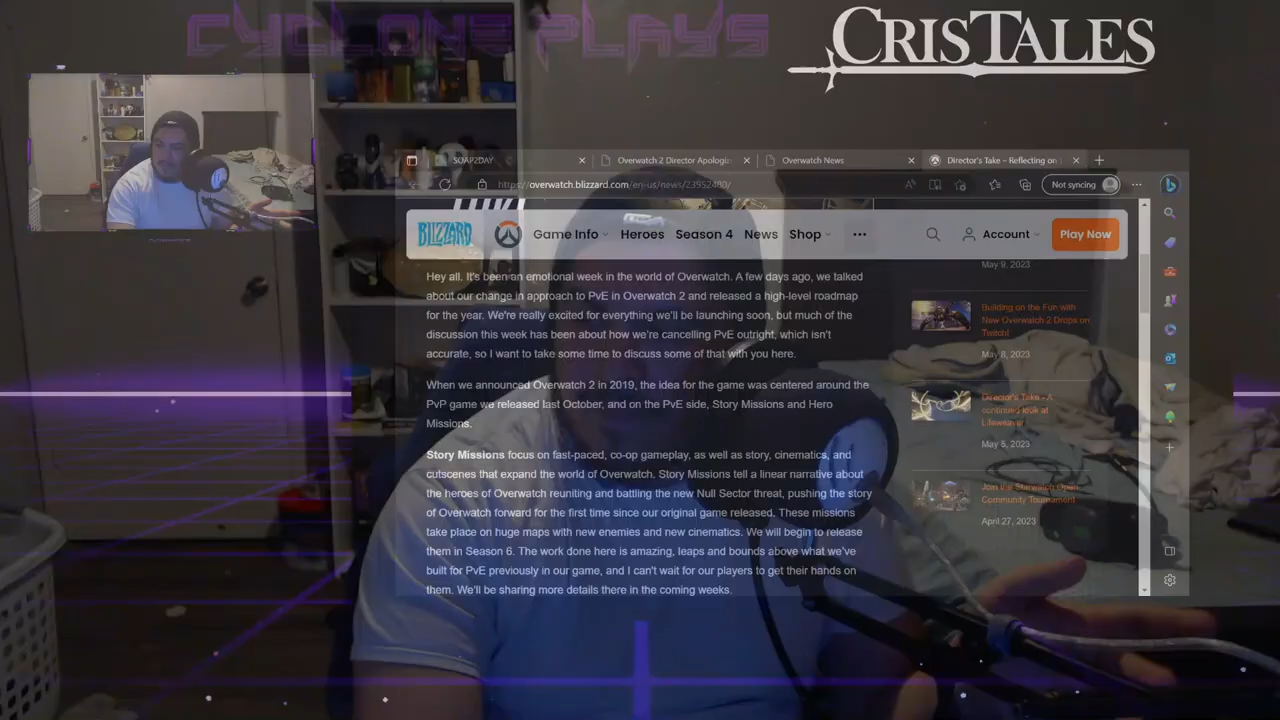 CYCLONE PLAYS
CRISTALES
SOAP2DAY
Overwatch 2 Director Apologiz
Overwatch News
Director's Take – Reflecting on
https://overwatch.blizzard.com/en-us/news/23952480/
Not syncing
BLIZZARD
Game Info
Heroes
Season 4
News
Shop
Account
Play Now
Hey all. It's been an emotional week in the world of Overwatch. A few days ago, we talked
about our change in approach to PvE in Overwatch 2 and released a high-level roadmap
for the year. We're really excited for everything we'll be launching soon, but much of the
discussion this week has been about how we're cancelling PvE outright, which isn't
accurate, so I want to take some time to discuss some of that with you here.
When we announced Overwatch 2 in 2019, the idea for the game was centered around the
PvP game we released last October, and on the PvE side, Story Missions and Hero
Missions.
Story Missions focus on fast-paced, co-op gameplay, as well as story, cinematics, and
cutscenes that expand the world of Overwatch. Story Missions tell a linear narrative about
the heroes of Overwatch reuniting and battling the new Null Sector threat, pushing the story
of Overwatch forward for the first time since our original game released. These missions
take place on huge maps with new enemies and new cinematics. We will begin to release
them in Season 6. The work done here is amazing, leaps and bounds above what we've
built for PvE previously in our game, and I can't wait for our players to get their hands on
them. We'll be sharing more details there in the coming weeks.
May 9, 2023
Building on the Fun with
New Overwatch 2 Drops on
Twitch!
May 8, 2023
Director's Take - A
continued look at
Lifeweaver
May 5, 2023
Join the Starwatch Open
Community Tournament
April 27, 2023